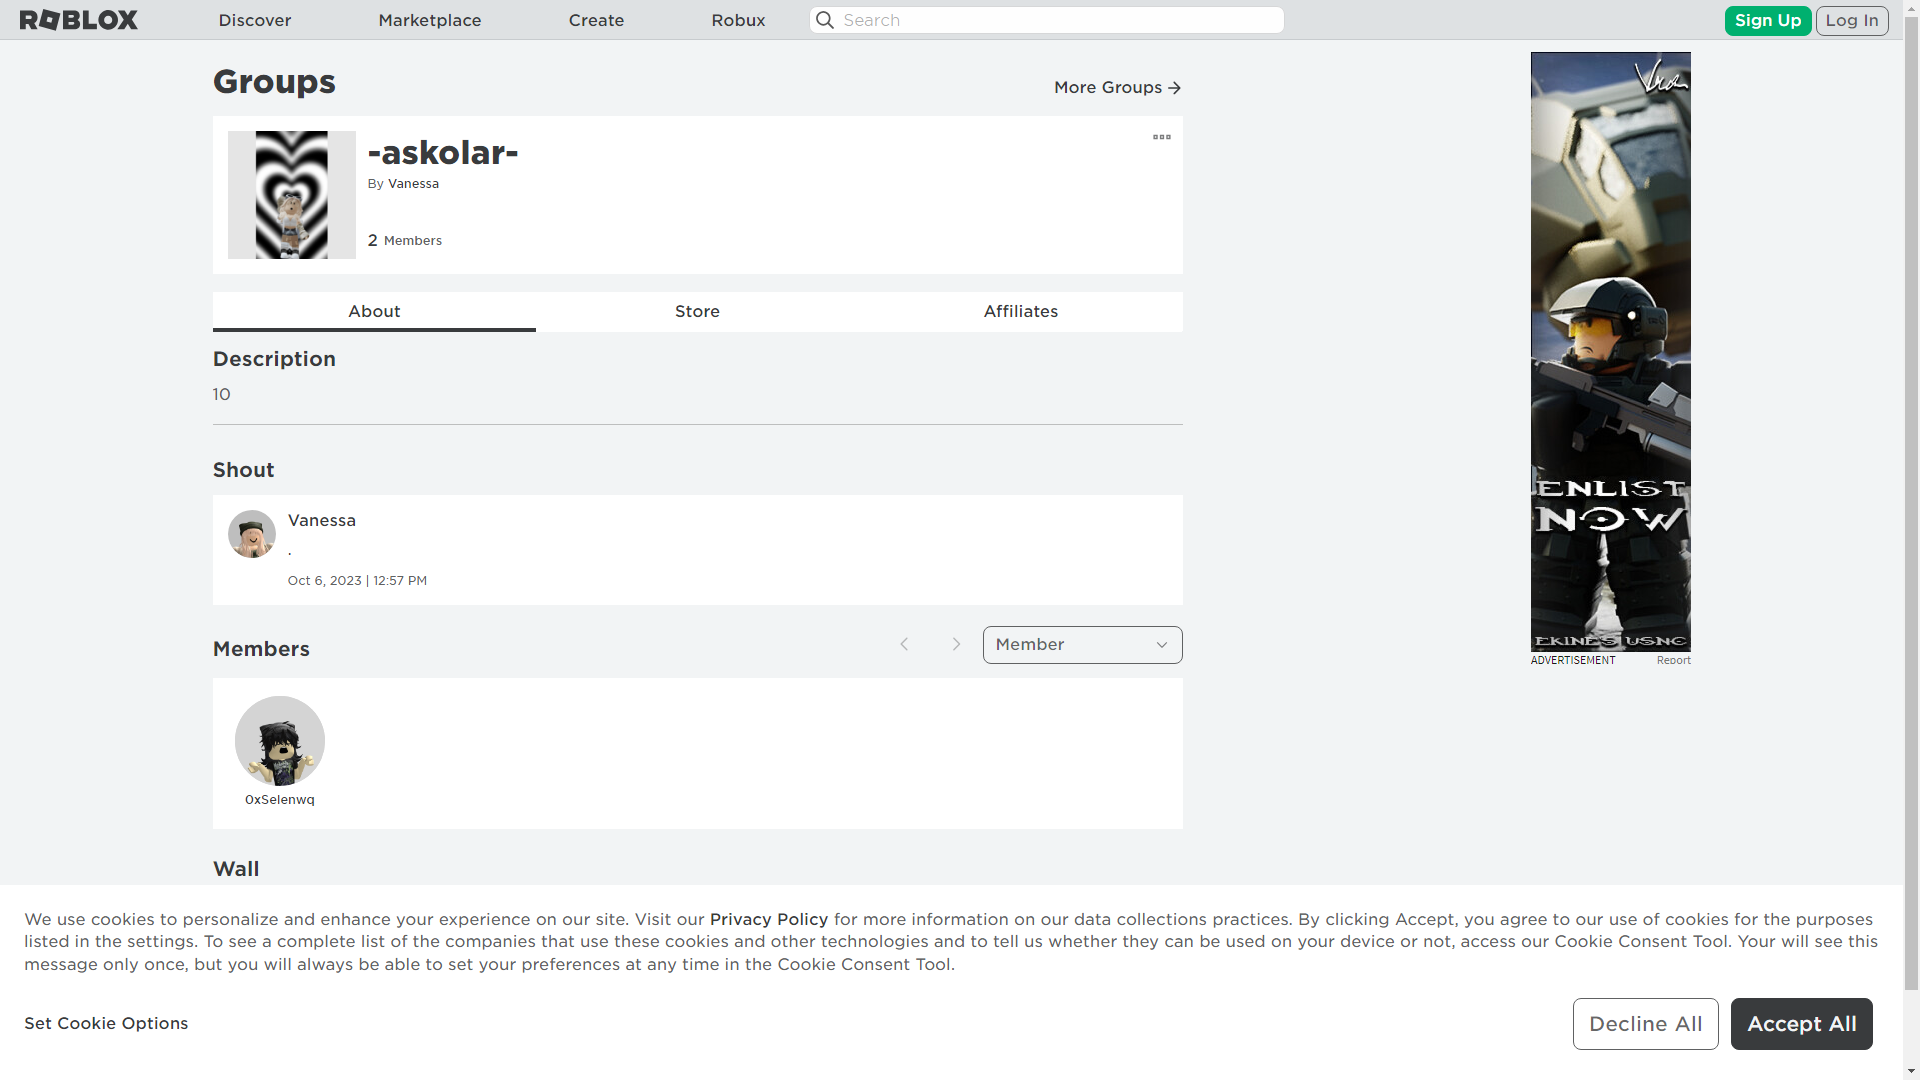 ROBLOX
Discover
Marketplace
Create
Robux
Search
Sign Up
Log In
Groups
More Groups
-askolar-
By Vanessa
2 Members
About
Store
Affiliates
Description
10
Shout
Vanessa
.
Oct 6, 2023 | 12:57 PM
Members
Member
0xSelenwq
Wall
ENLIST
NOW
EKINE'S USNC
ADVERTISEMENT
Report
We use cookies to personalize and enhance your experience on our site. Visit our Privacy Policy for more information on our data collections practices. By clicking Accept, you agree to our use of cookies for the purposes
listed in the settings. To see a complete list of the companies that use these cookies and other technologies and to tell us whether they can be used on your device or not, access our Cookie Consent Tool. Your will see this
message only once, but you will always be able to set your preferences at any time in the Cookie Consent Tool.
Set Cookie Options
Decline All
Accept All